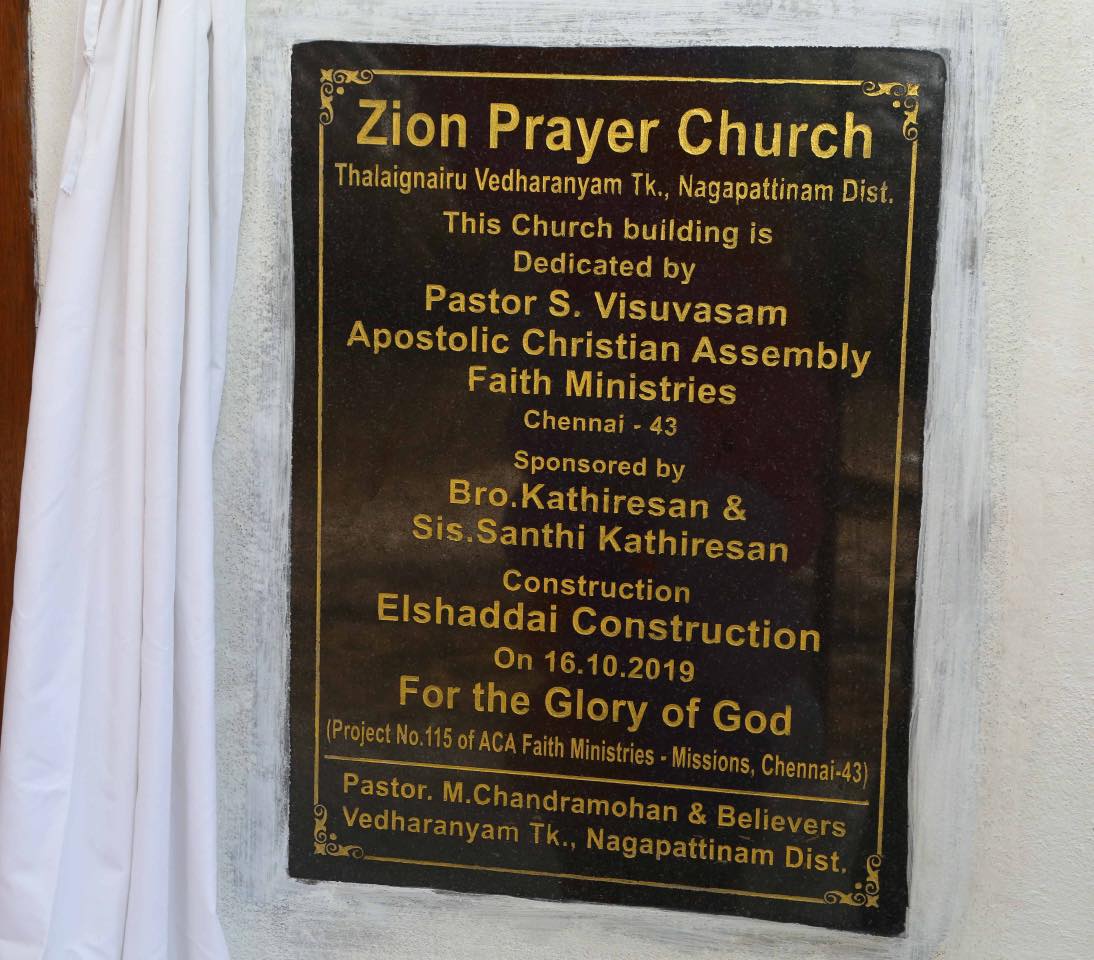 Zion Prayer Church
Thalaignairu Vedharanyam Tk., Nagapattinam Dist.
This Church building is
Dedicated by
Pastor S. Visuvasam
Apostolic Christian Assembly
Faith Ministries
Chennai - 43
Sponsored by
Bro.Kathiresan &
Sis.Santhi Kathiresan
Construction
Elshaddai Construction
On 16.10.2019
For the Glory of God
(Project No.115 of ACA Faith Ministries - Missions, Chennai-43)
Pastor. M.Chandramohan & Believers
Vedharanyam Tk., Nagapattinam Dist.